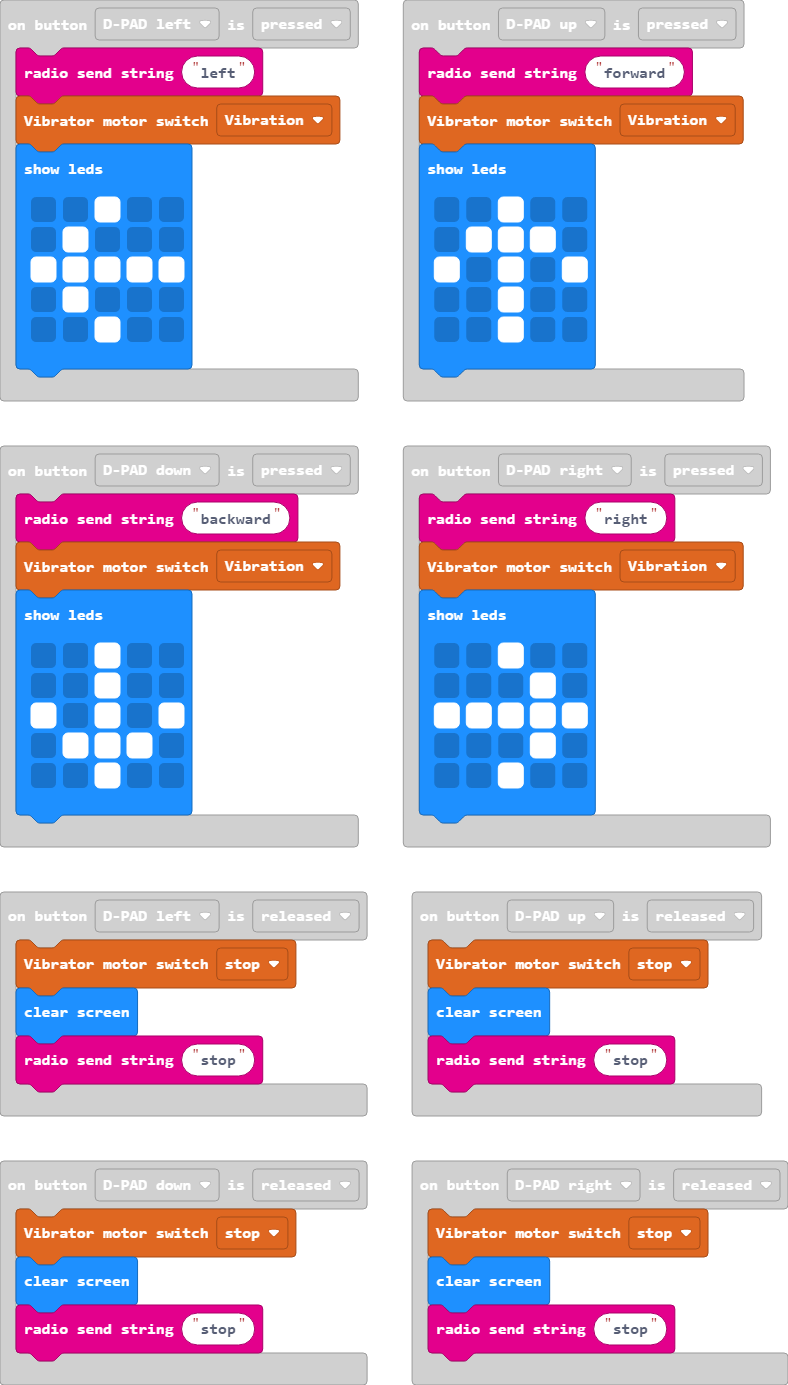 on button D-PAD left is pressed
radio send string "left"
Vibrator motor switch Vibration
show leds
on button D-PAD up is pressed
radio send string "forward"
Vibrator motor switch Vibration
show leds
on button D-PAD down is pressed
radio send string "backward"
Vibrator motor switch Vibration
show leds
on button D-PAD right is pressed
radio send string "right"
Vibrator motor switch Vibration
show leds
on button D-PAD left is released
Vibrator motor switch stop
clear screen
radio send string "stop"
on button D-PAD up is released
Vibrator motor switch stop
clear screen
radio send string "stop"
on button D-PAD down is released
Vibrator motor switch stop
clear screen
radio send string "stop"
on button D-PAD right is released
Vibrator motor switch stop
clear screen
radio send string "stop"